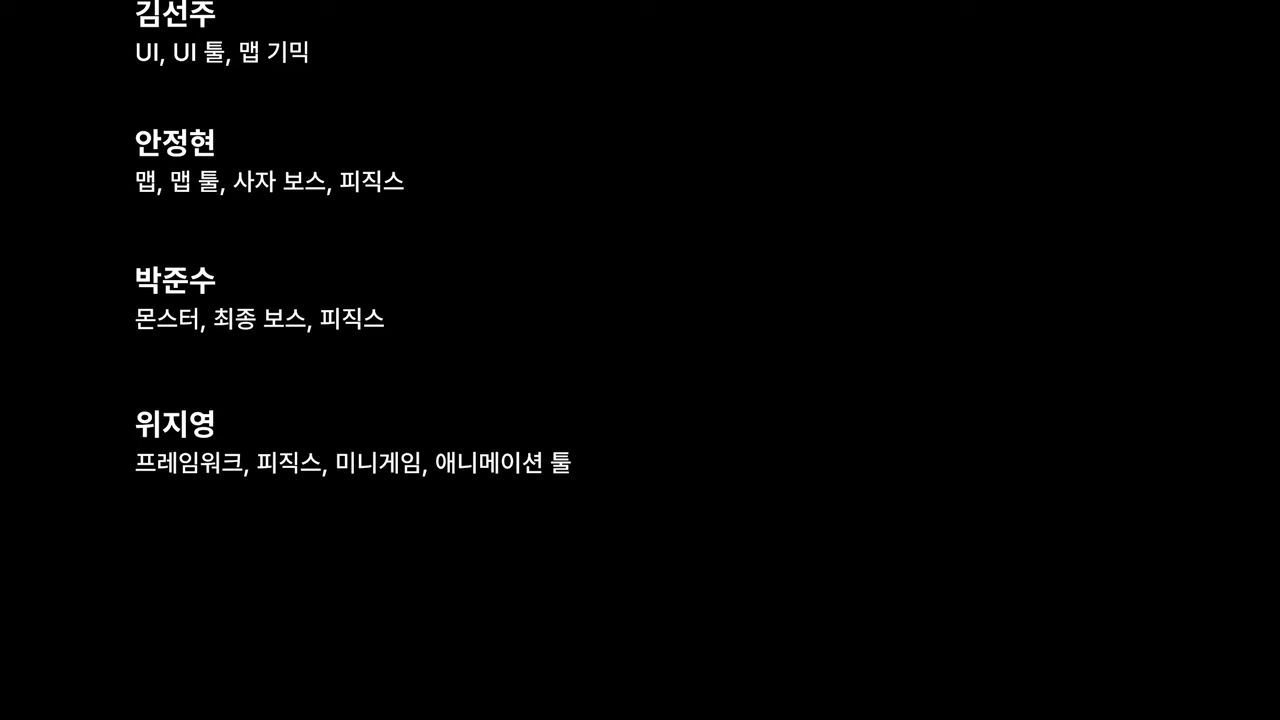 김선주
UI, UI 툴, 맵 기믹
안정현
맵, 맵 툴, 사자 보스, 피직스
박준수
몬스터, 최종 보스, 피직스
위지영
프레임워크, 피직스, 미니게임, 애니메이션 툴